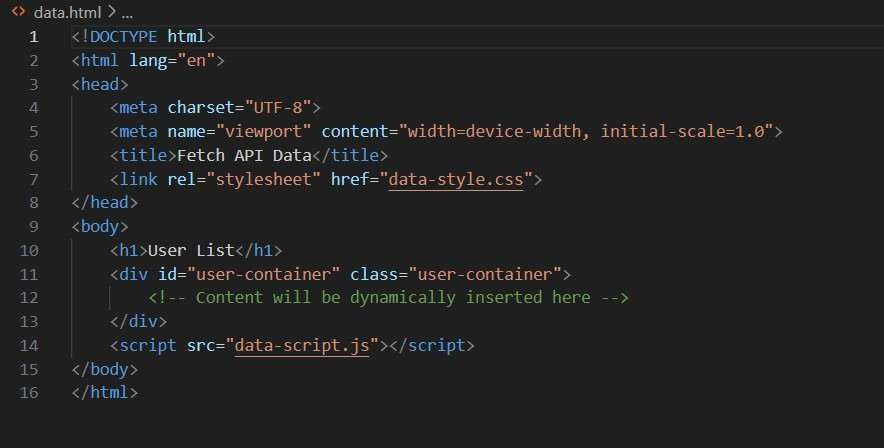 <> data.html > ...
1 <!DOCTYPE html>
2 <html lang="en">
3 <head>
4     <meta charset="UTF-8">
5     <meta name="viewport" content="width=device-width, initial-scale=1.0">
6     <title>Fetch API Data</title>
7     <link rel="stylesheet" href="data-style.css">
8 </head>
9 <body>
10     <h1>User List</h1>
11     <div id="user-container" class="user-container">
12         <!-- Content will be dynamically inserted here -->
13     </div>
14     <script src="data-script.js"></script>
15 </body>
16 </html>